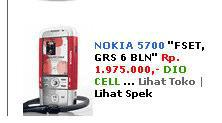 NOKIA 5700 "FSET,
GRS 6 BLN" Rp.
1.975.000,- DIO
CELL ... Lihat Toko |
Lihat Spek